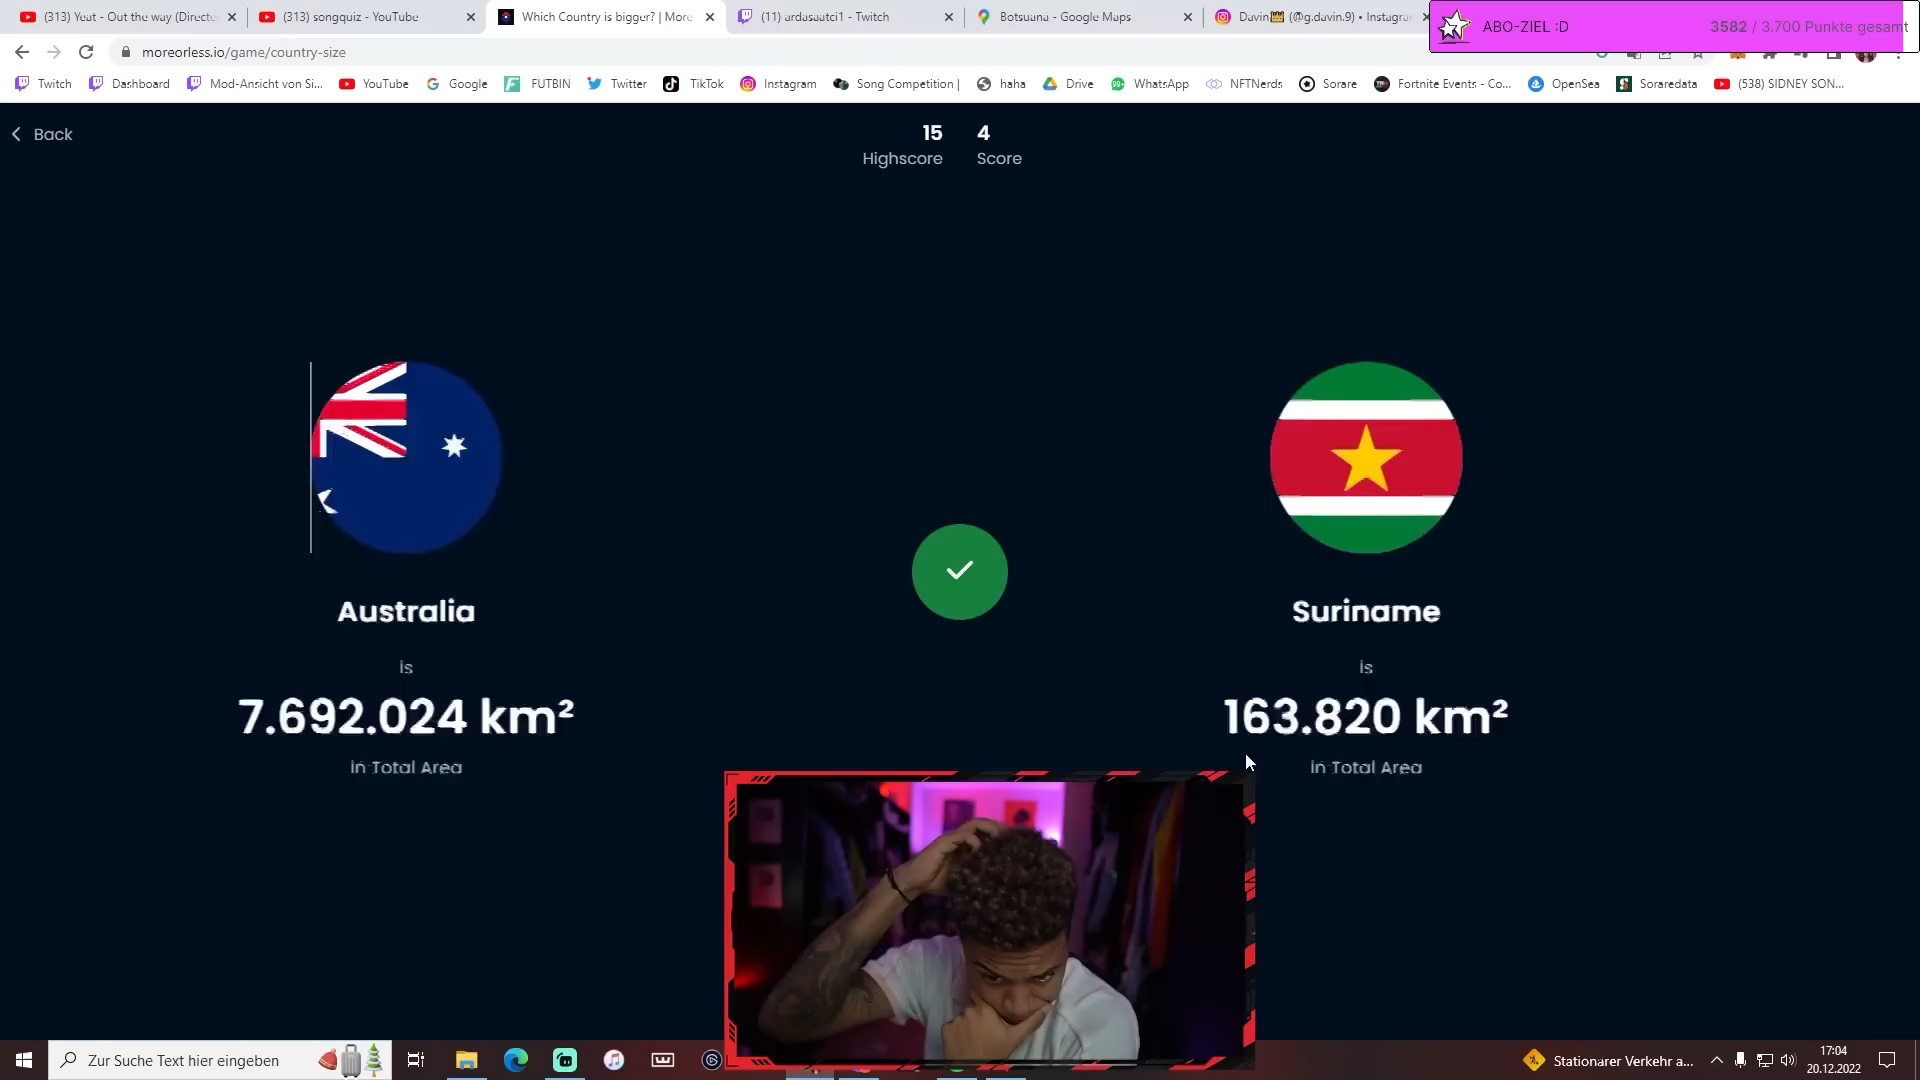 (313) Yeat - Out the way (Directe
(313) songquiz - YouTube
Which Country is bigger? | More
(11) ardasaatci1 - Twitch
Botsuana - Google Maps
Davin👑 (@g.davin.9) • Instagra
ABO-ZIEL :D
3582 / 3.700 Punkte gesamt
moreorless.io/game/country-size
Twitch
Dashboard
Mod-Ansicht von Si...
YouTube
Google
FUTBIN
Twitter
TikTok
Instagram
Song Competition |
haha
Drive
WhatsApp
NFTNerds
Sorare
Fortnite Events - Co...
OpenSea
Soraredata
(538) SIDNEY SON...
Back
15
Highscore
4
Score
Australia
is
7.692.024 km²
in Total Area
Suriname
is
163.820 km²
in Total Area
Zur Suche Text hier eingeben
Stationärer Verkehr a...
17:04
20.12.2022